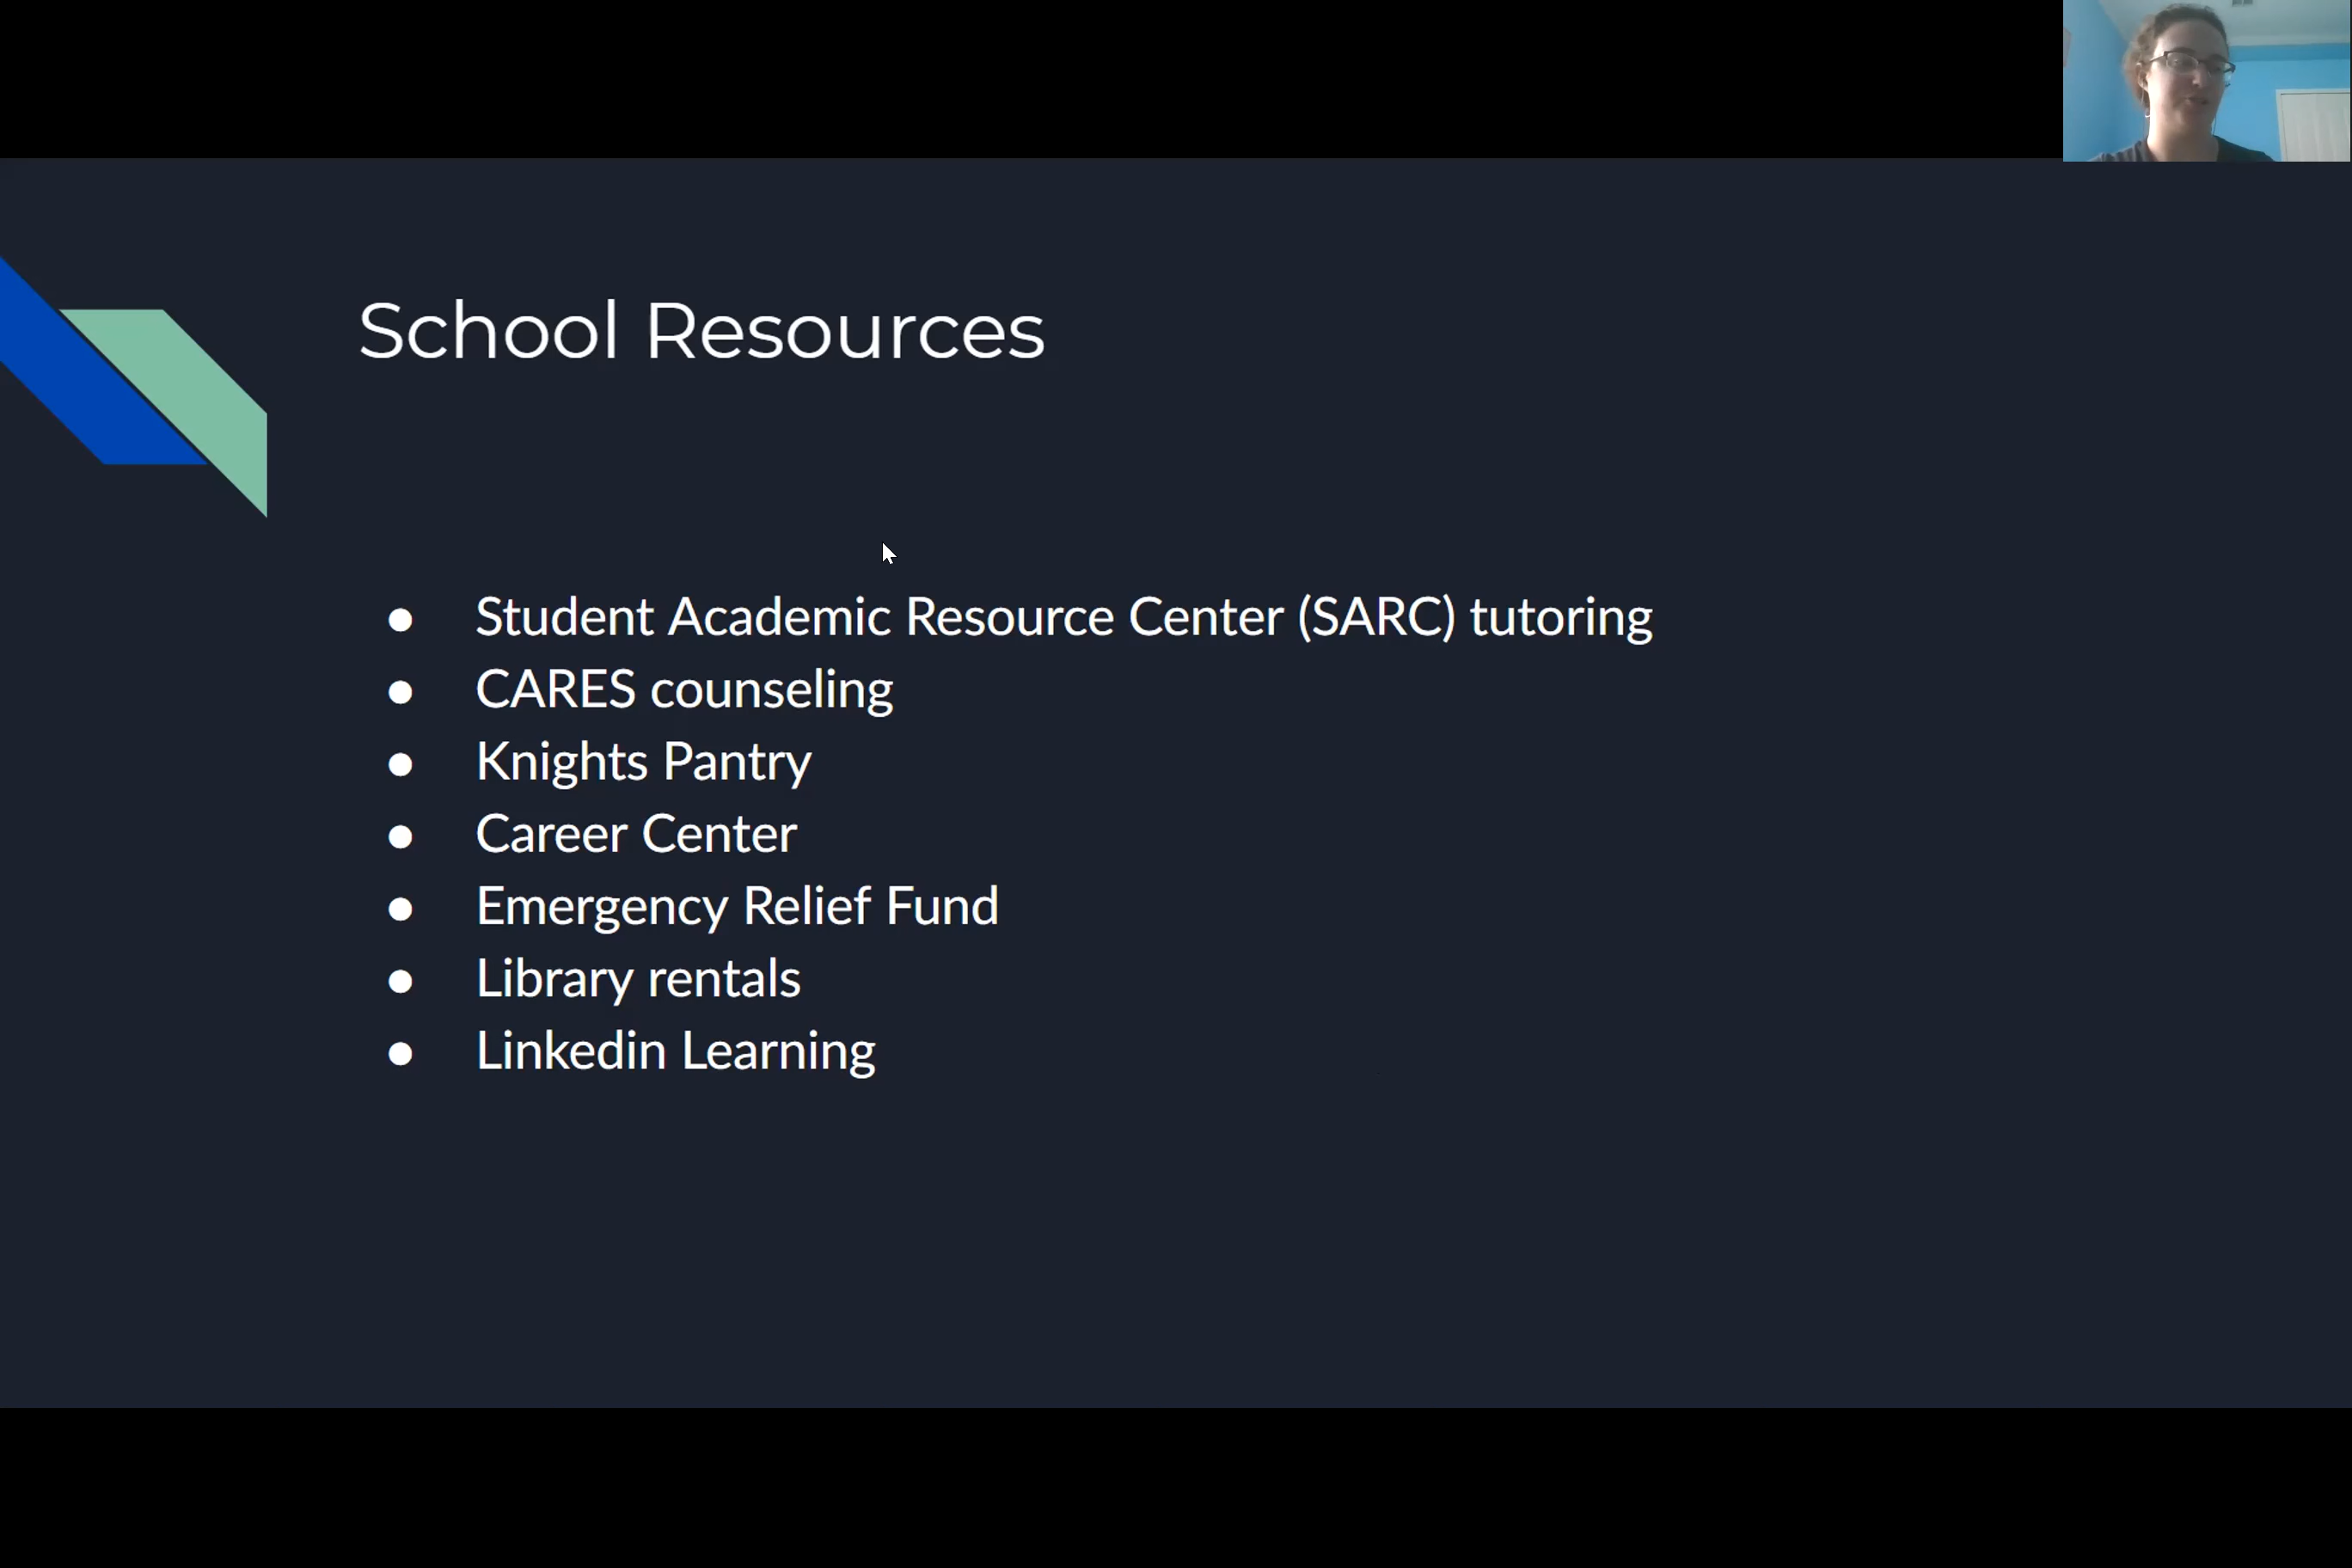 School Resources
● Student Academic Resource Center (SARC) tutoring
● CARES counseling
● Knights Pantry
● Career Center
● Emergency Relief Fund
● Library rentals
● Linkedin Learning